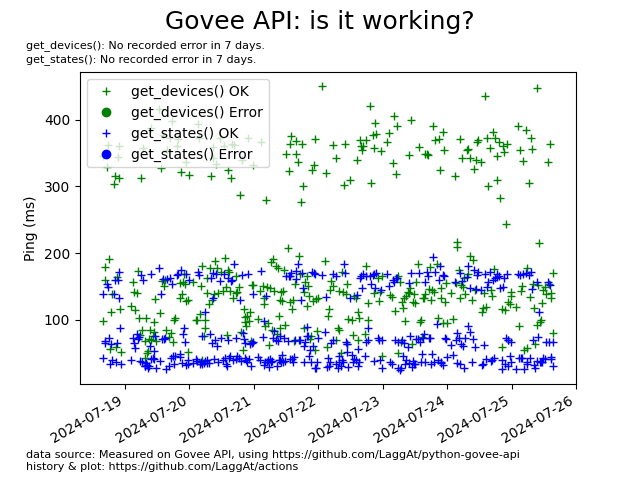 Govee API: is it working?
get_devices(): No recorded error in 7 days.
get_states(): No recorded error in 7 days.
get_devices() OK
get_devices() Error
get_states() OK
get_states() Error
Ping (ms)
400
300
200
100
2024-07-19
2024-07-20
2024-07-21
2024-07-22
2024-07-23
2024-07-24
2024-07-25
2024-07-26
data source: Measured on Govee API, using https://github.com/LaggAt/python-govee-api
history & plot: https://github.com/LaggAt/actions